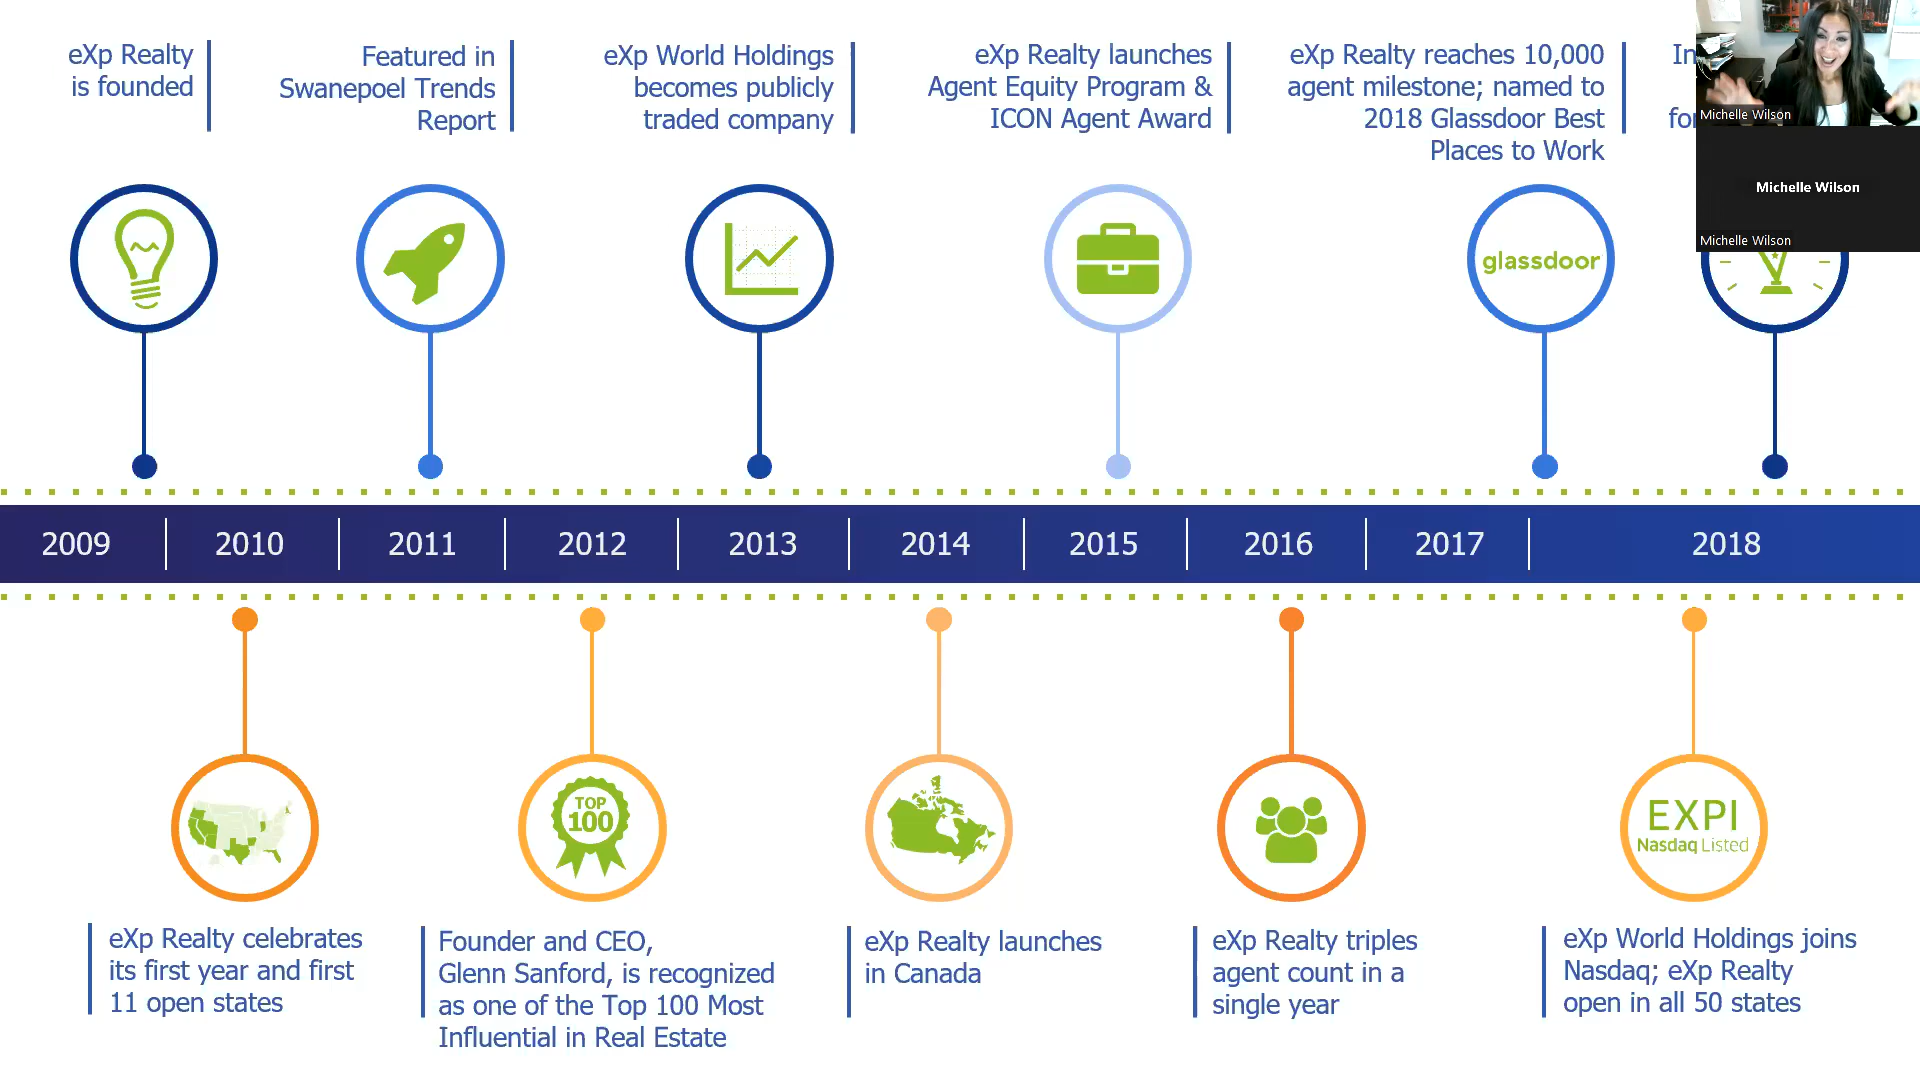 eXp Realty
is founded
Featured in
Swanepoel Trends
Report
eXp World Holdings
becomes publicly
traded company
eXp Realty launches
Agent Equity Program &
ICON Agent Award
eXp Realty reaches 10,000
agent milestone; named to
2018 Glassdoor Best
Places to Work
Michelle Wilson
Michelle Wilson
Michelle Wilson
glassdoor
2009
2010
2011
2012
2013
2014
2015
2016
2017
2018
TOP
100
EXPI
Nasdaq Listed
eXp Realty celebrates
its first year and first
11 open states
Founder and CEO,
Glenn Sanford, is recognized
as one of the Top 100 Most
Influential in Real Estate
eXp Realty launches
in Canada
eXp Realty triples
agent count in a
single year
eXp World Holdings joins
Nasdaq; eXp Realty
open in all 50 states